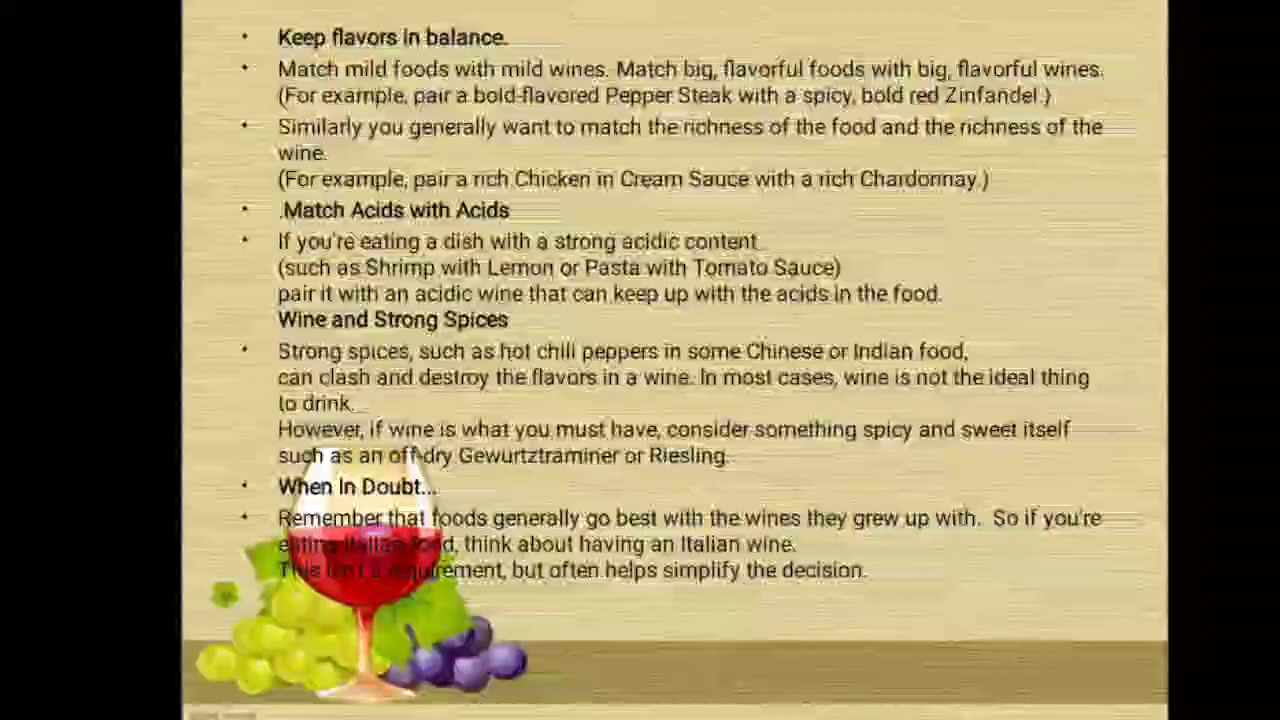 • Keep flavors in balance.
• Match mild foods with mild wines. Match big, flavorful foods with big, flavorful wines.
(For example, pair a bold-flavored Pepper Steak with a spicy, bold red Zinfandel.)
• Similarly you generally want to match the richness of the food and the richness of the
wine.
(For example, pair a rich Chicken in Cream Sauce with a rich Chardonnay.)
• .Match Acids with Acids
• If you're eating a dish with a strong acidic content
(such as Shrimp with Lemon or Pasta with Tomato Sauce)
pair it with an acidic wine that can keep up with the acids in the food.
Wine and Strong Spices
• Strong spices, such as hot chili peppers in some Chinese or Indian food,
can clash and destroy the flavors in a wine. In most cases, wine is not the ideal thing
to drink.
However, if wine is what you must have, consider something spicy and sweet itself
such as an off-dry Gewurtztraminer or Riesling.
• When In Doubt...
• Remember that foods generally go best with the wines they grew up with. So if you're
eating Italian food, think about having an Italian wine.
This isn't a requirement, but often helps simplify the decision.